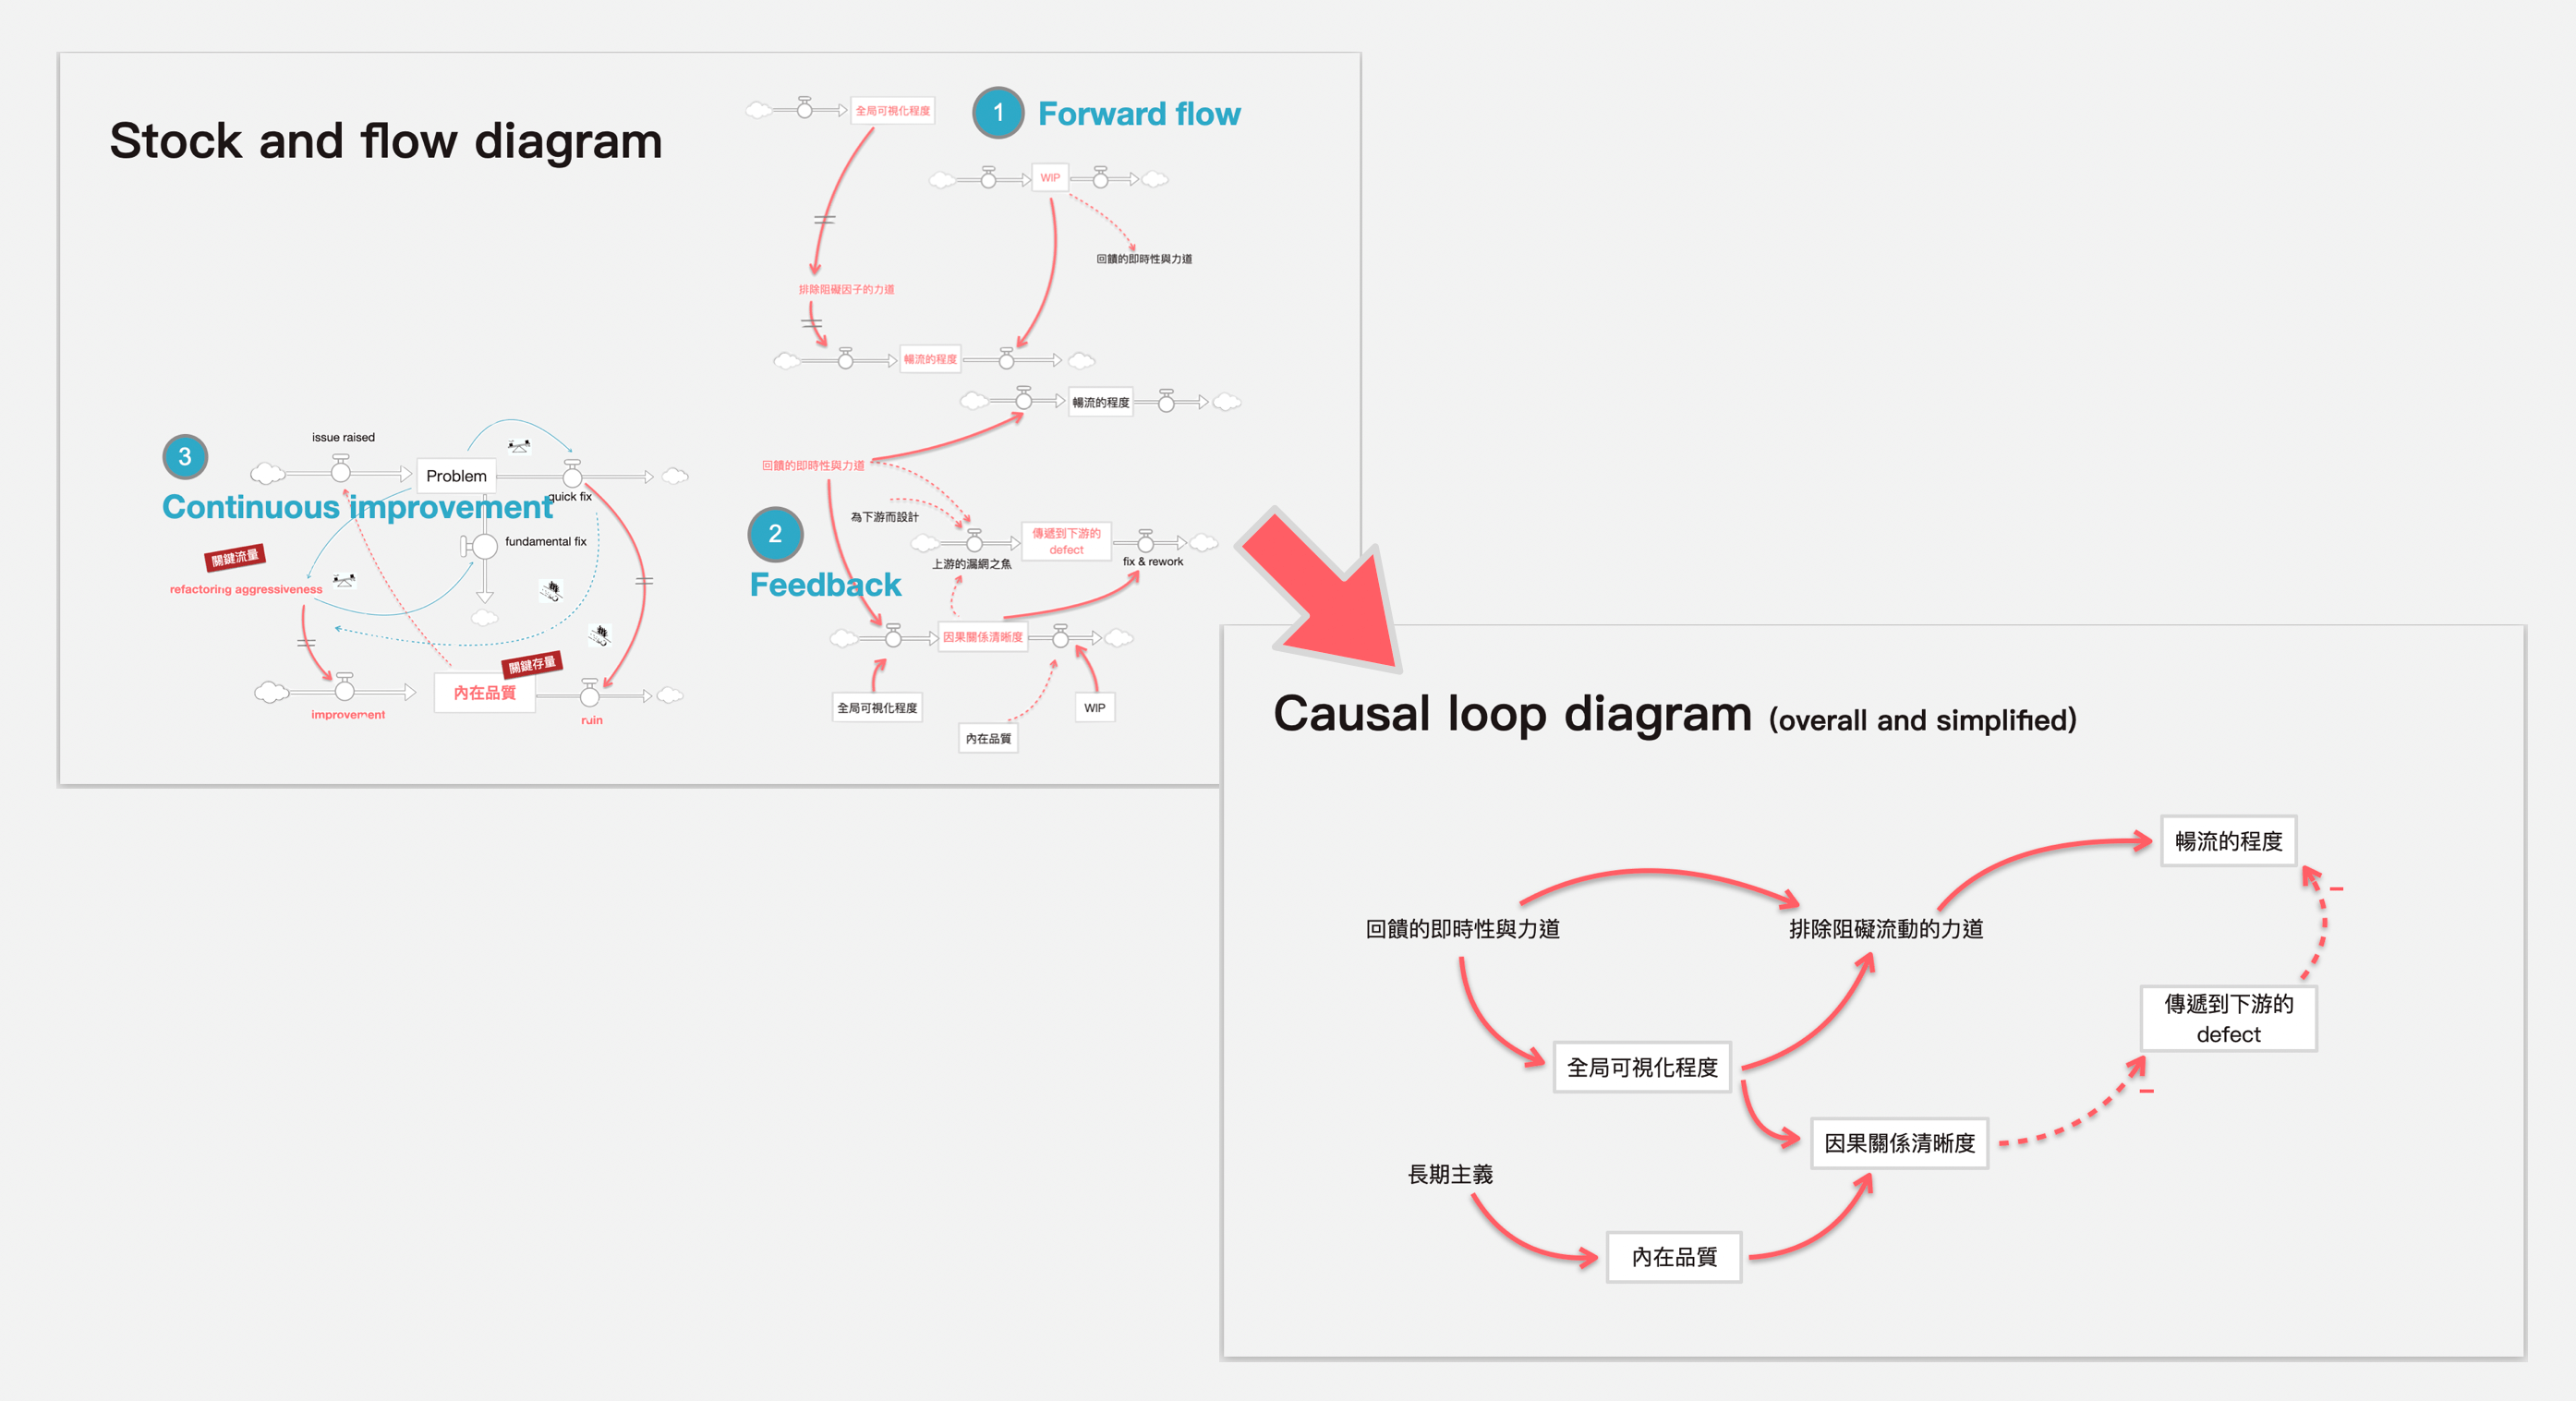 Stock and flow diagram
全局可視化程度
1
Forward flow
WIP
回饋的即時性與力道
排除阻礙因子的力道
暢流的程度
暢流的程度
回饋的即時性與力道
為下游而設計
2
Feedback
傳遞到下游的
defect
上游的漏網之魚
fix & rework
因果關係清晰度
全局可視化程度
內在品質
WIP
3
Continuous improvement
issue raised
Problem
quick fix
fundamental fix
關鍵流量
refactoring aggressiveness
關鍵存量
內在品質
improvement
ruin
Causal loop diagram (overall and simplified)
暢流的程度
回饋的即時性與力道
排除阻礙流動的力道
傳遞到下游的
defect
全局可視化程度
因果關係清晰度
長期主義
內在品質